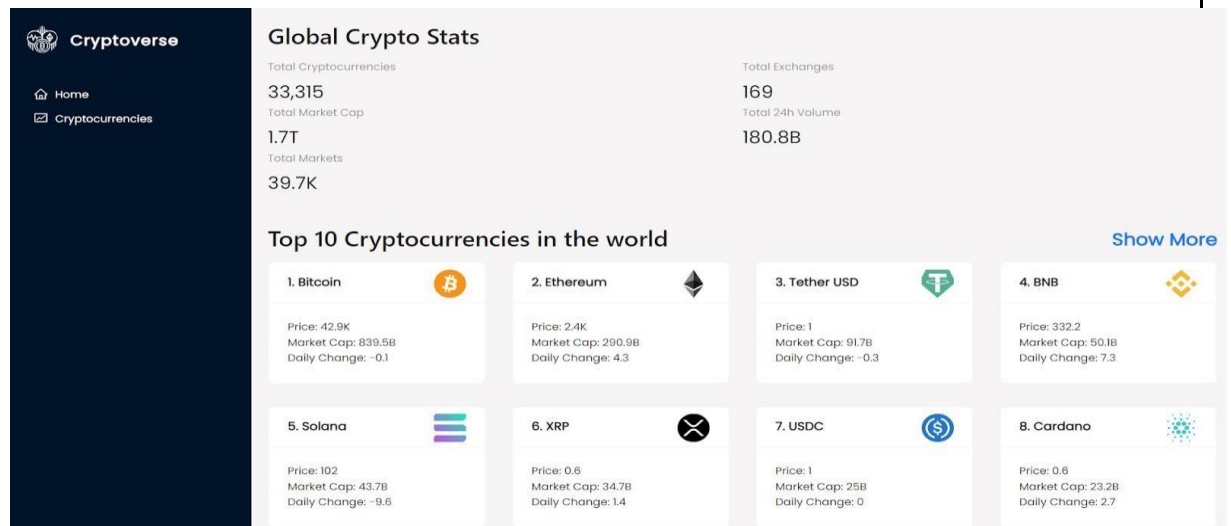 Cryptoverse
Home
Cryptocurrencies
Global Crypto Stats
Total Cryptocurrencies
33,315
Total Exchanges
169
Total Market Cap
1.7T
Total 24h Volume
180.8B
Total Markets
39.7K
Top 10 Cryptocurrencies in the world
Show More
1. Bitcoin
Price: 42.9K
Market Cap: 839.5B
Daily Change: -0.1
2. Ethereum
Price: 2.4K
Market Cap: 290.9B
Daily Change: 4.3
3. Tether USD
Price: 1
Market Cap: 91.7B
Daily Change: -0.3
4. BNB
Price: 332.2
Market Cap: 50.1B
Daily Change: 7.3
5. Solana
Price: 102
Market Cap: 43.7B
Daily Change: -9.6
6. XRP
Price: 0.6
Market Cap: 34.7B
Daily Change: 1.4
7. USDC
Price: 1
Market Cap: 25B
Daily Change: 0
8. Cardano
Price: 0.6
Market Cap: 23.2B
Daily Change: 2.7